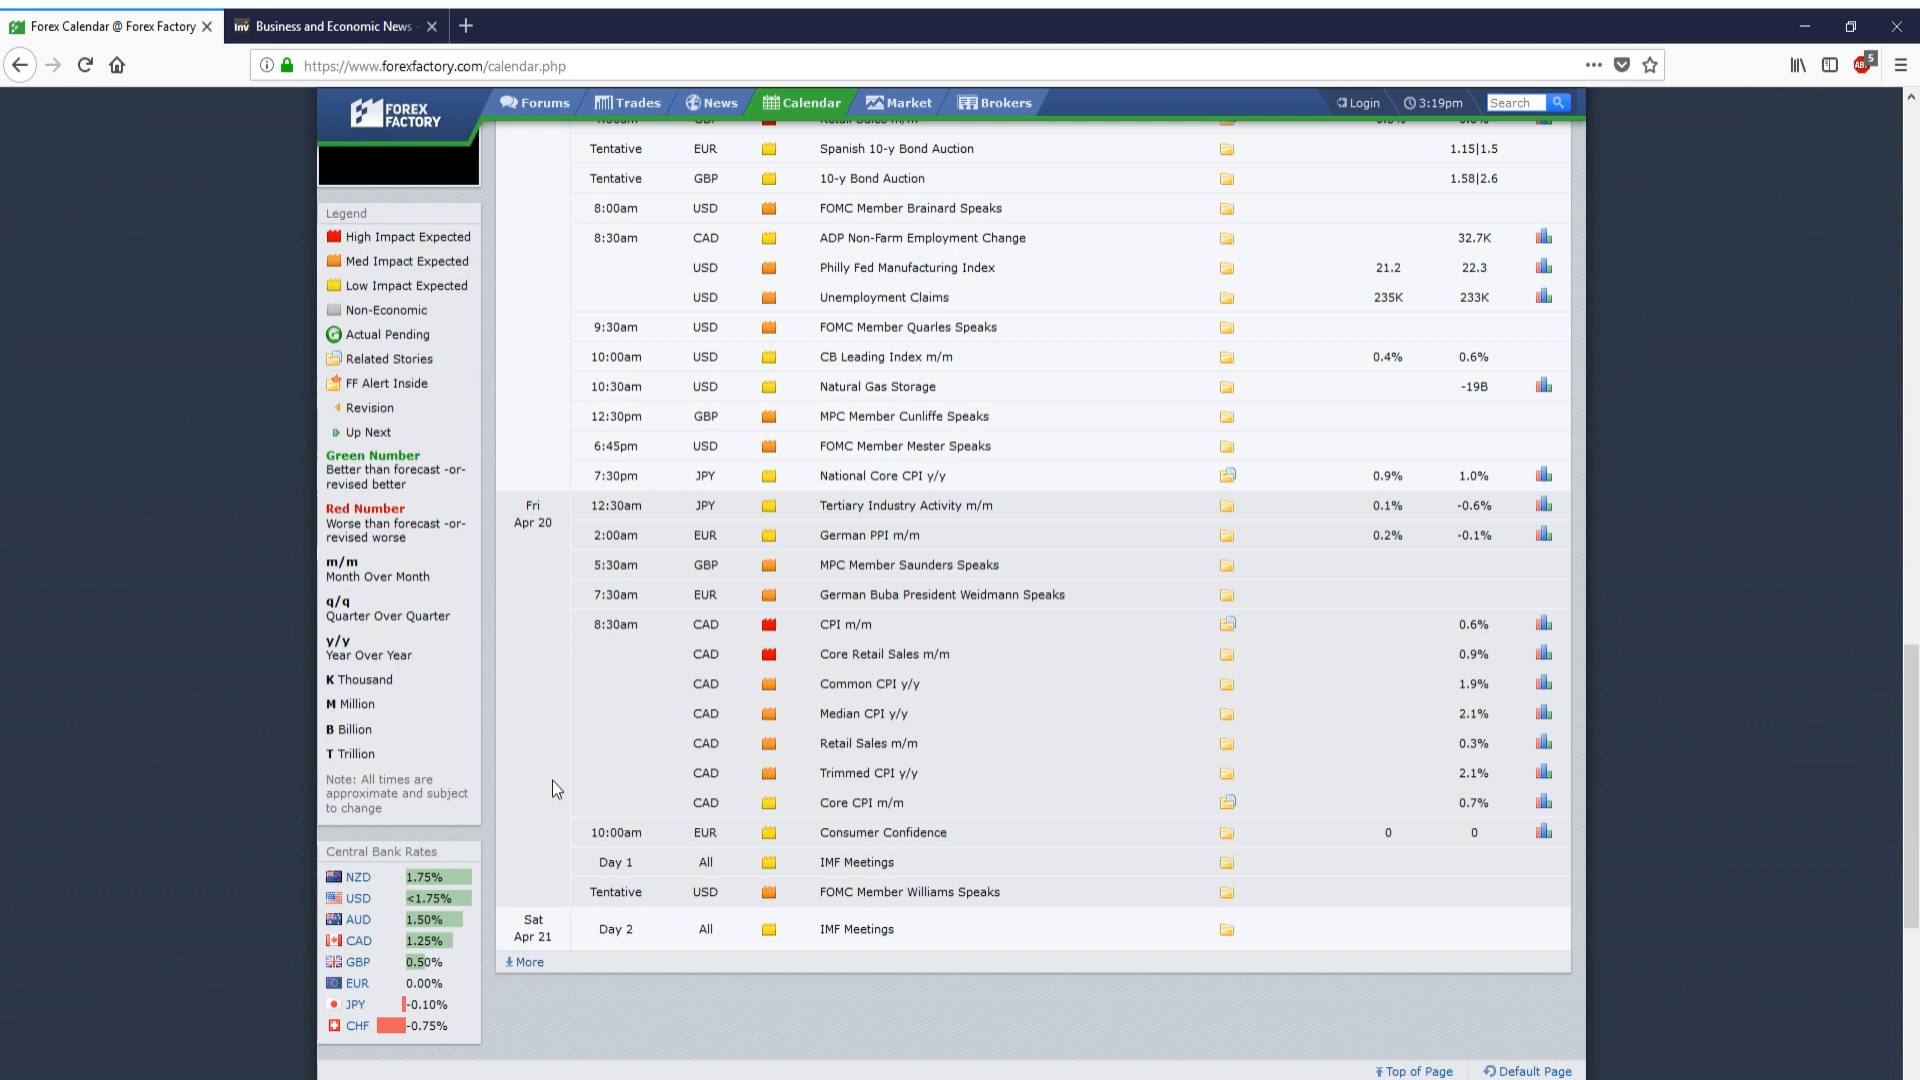 Forex Calendar @ Forex Factory
Business and Economic News
https://www.forexfactory.com/calendar.php
5
FOREX FACTORY
Forums
Trades
News
Calendar
Market
Brokers
Login
3:19pm
Search
Legend
High Impact Expected
Med Impact Expected
Low Impact Expected
Non-Economic
Actual Pending
Related Stories
FF Alert Inside
Revision
Up Next
Green Number
Better than forecast -or-
revised better
Red Number
Worse than forecast -or-
revised worse
m/m
Month Over Month
q/q
Quarter Over Quarter
y/y
Year Over Year
K Thousand
M Million
B Billion
T Trillion
Note: All times are
approximate and subject
to change
Central Bank Rates
NZD 1.75%
USD <1.75%
AUD 1.50%
CAD 1.25%
GBP 0.50%
EUR 0.00%
JPY -0.10%
CHF -0.75%
Tentative EUR Spanish 10-y Bond Auction 1.15|1.5
Tentative GBP 10-y Bond Auction 1.58|2.6
8:00am USD FOMC Member Brainard Speaks
8:30am CAD ADP Non-Farm Employment Change 32.7K
USD Philly Fed Manufacturing Index 21.2 22.3
USD Unemployment Claims 235K 233K
9:30am USD FOMC Member Quarles Speaks
10:00am USD CB Leading Index m/m 0.4% 0.6%
10:30am USD Natural Gas Storage -19B
12:30pm GBP MPC Member Cunliffe Speaks
6:45pm USD FOMC Member Mester Speaks
7:30pm JPY National Core CPI y/y 0.9% 1.0%
Fri
Apr 20
12:30am JPY Tertiary Industry Activity m/m 0.1% -0.6%
2:00am EUR German PPI m/m 0.2% -0.1%
5:30am GBP MPC Member Saunders Speaks
7:30am EUR German Buba President Weidmann Speaks
8:30am CAD CPI m/m 0.6%
CAD Core Retail Sales m/m 0.9%
CAD Common CPI y/y 1.9%
CAD Median CPI y/y 2.1%
CAD Retail Sales m/m 0.3%
CAD Trimmed CPI y/y 2.1%
CAD Core CPI m/m 0.7%
10:00am EUR Consumer Confidence 0 0
Day 1 All IMF Meetings
Tentative USD FOMC Member Williams Speaks
Sat
Apr 21
Day 2 All IMF Meetings
More
Top of Page
Default Page